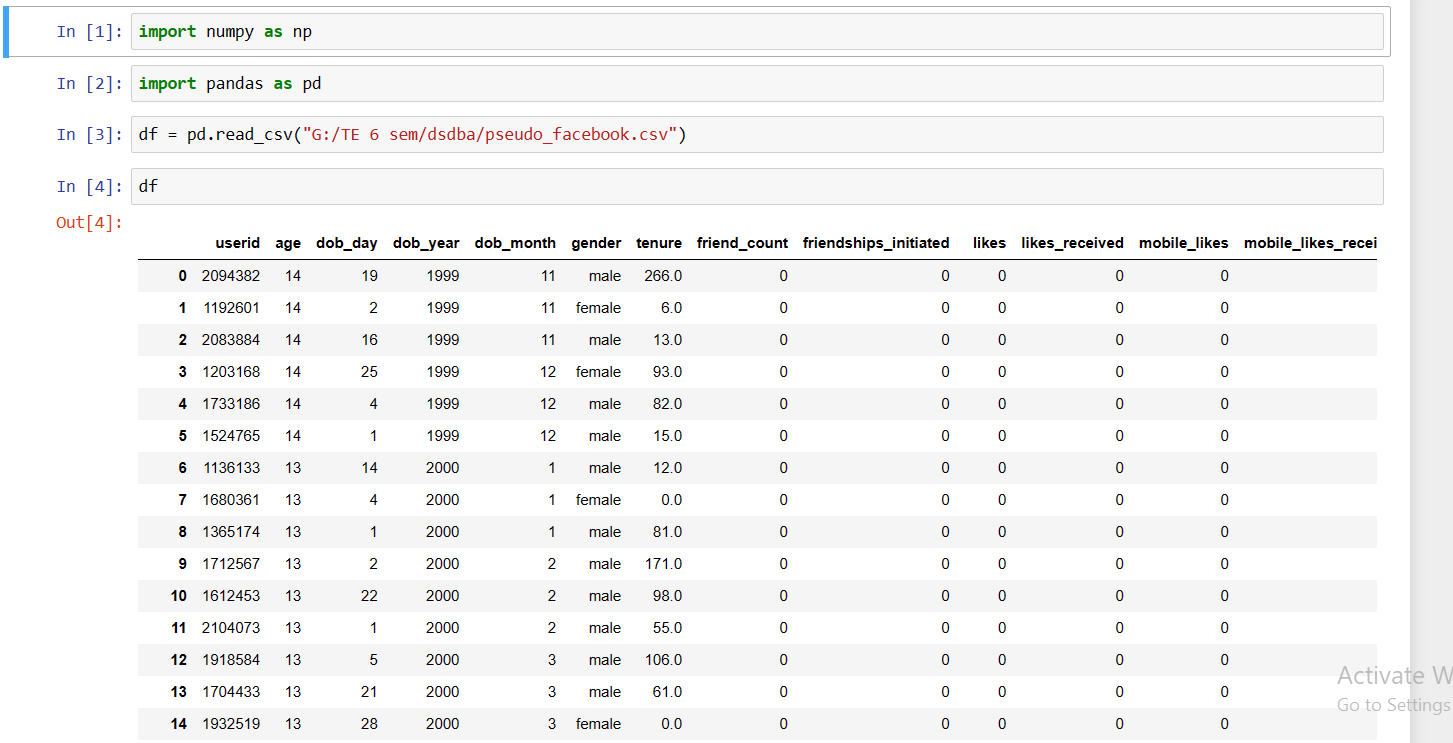 In [1]: import numpy as np
In [2]: import pandas as pd
In [3]: df = pd.read_csv("G:/TE 6 sem/dsdba/pseudo_facebook.csv")
In [4]: df
Out[4]:
userid age dob_day dob_year dob_month gender tenure friend_count friendships_initiated likes likes_received mobile_likes mobile_likes_recei
0 2094382 14 19 1999 11 male 266.0 0 0 0 0 0
1 1192601 14 2 1999 11 female 6.0 0 0 0 0 0
2 2083884 14 16 1999 11 male 13.0 0 0 0 0 0
3 1203168 14 25 1999 12 female 93.0 0 0 0 0 0
4 1733186 14 4 1999 12 male 82.0 0 0 0 0 0
5 1524765 14 1 1999 12 male 15.0 0 0 0 0 0
6 1136133 13 14 2000 1 male 12.0 0 0 0 0 0
7 1680361 13 4 2000 1 female 0.0 0 0 0 0 0
8 1365174 13 1 2000 1 male 81.0 0 0 0 0 0
9 1712567 13 2 2000 2 male 171.0 0 0 0 0 0
10 1612453 13 22 2000 2 male 98.0 0 0 0 0 0
11 2104073 13 1 2000 2 male 55.0 0 0 0 0 0
12 1918584 13 5 2000 3 male 106.0 0 0 0 0 0
13 1704433 13 21 2000 3 male 61.0 0 0 0 0 0
14 1932519 13 28 2000 3 female 0.0 0 0 0 0 0
Activate W
Go to Settings